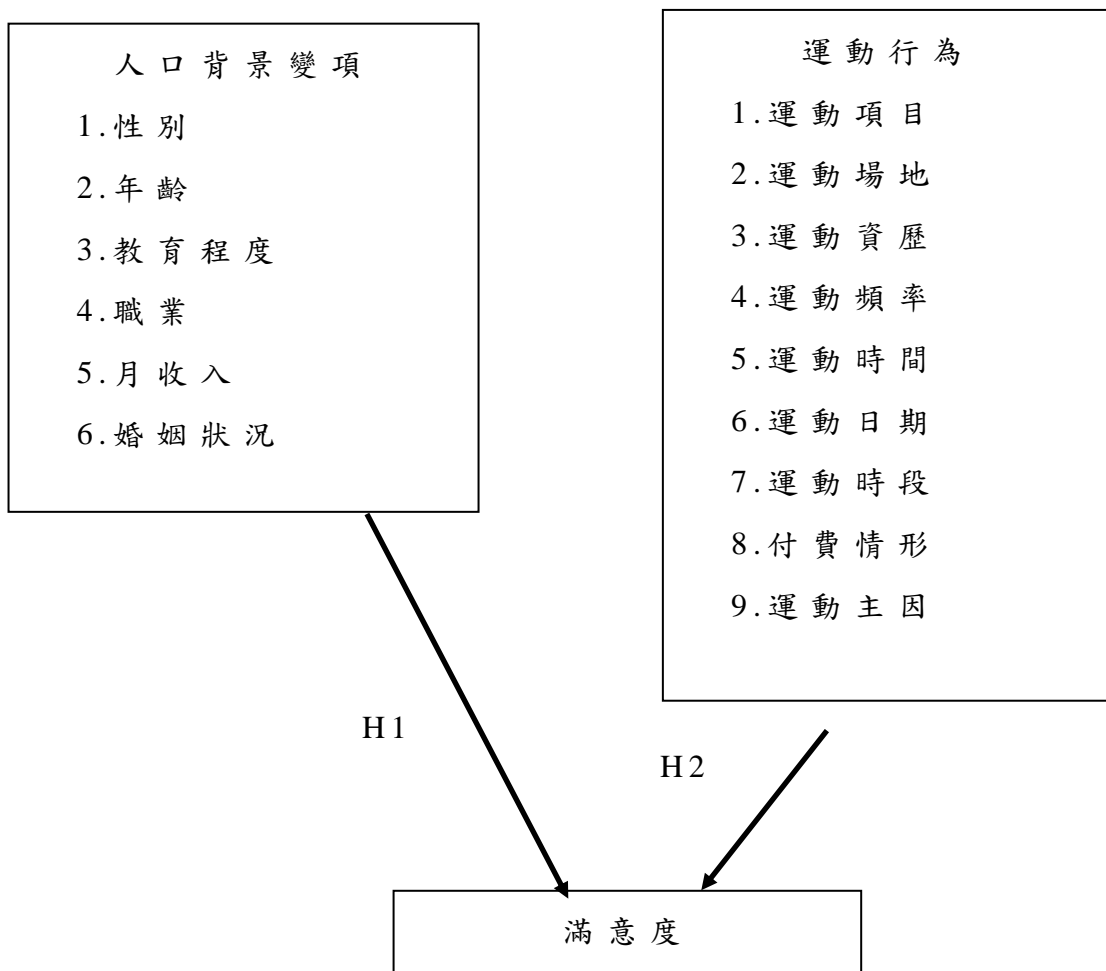 人口背景變項
1.性別
2.年齡
3.教育程度
4.職業
5.月收入
6.婚姻狀況
運動行為
1.運動項目
2.運動場地
3.運動資歷
4.運動頻率
5.運動時間
6.運動日期
7.運動時段
8.付費情形
9.運動主因
H1
H2
滿意度